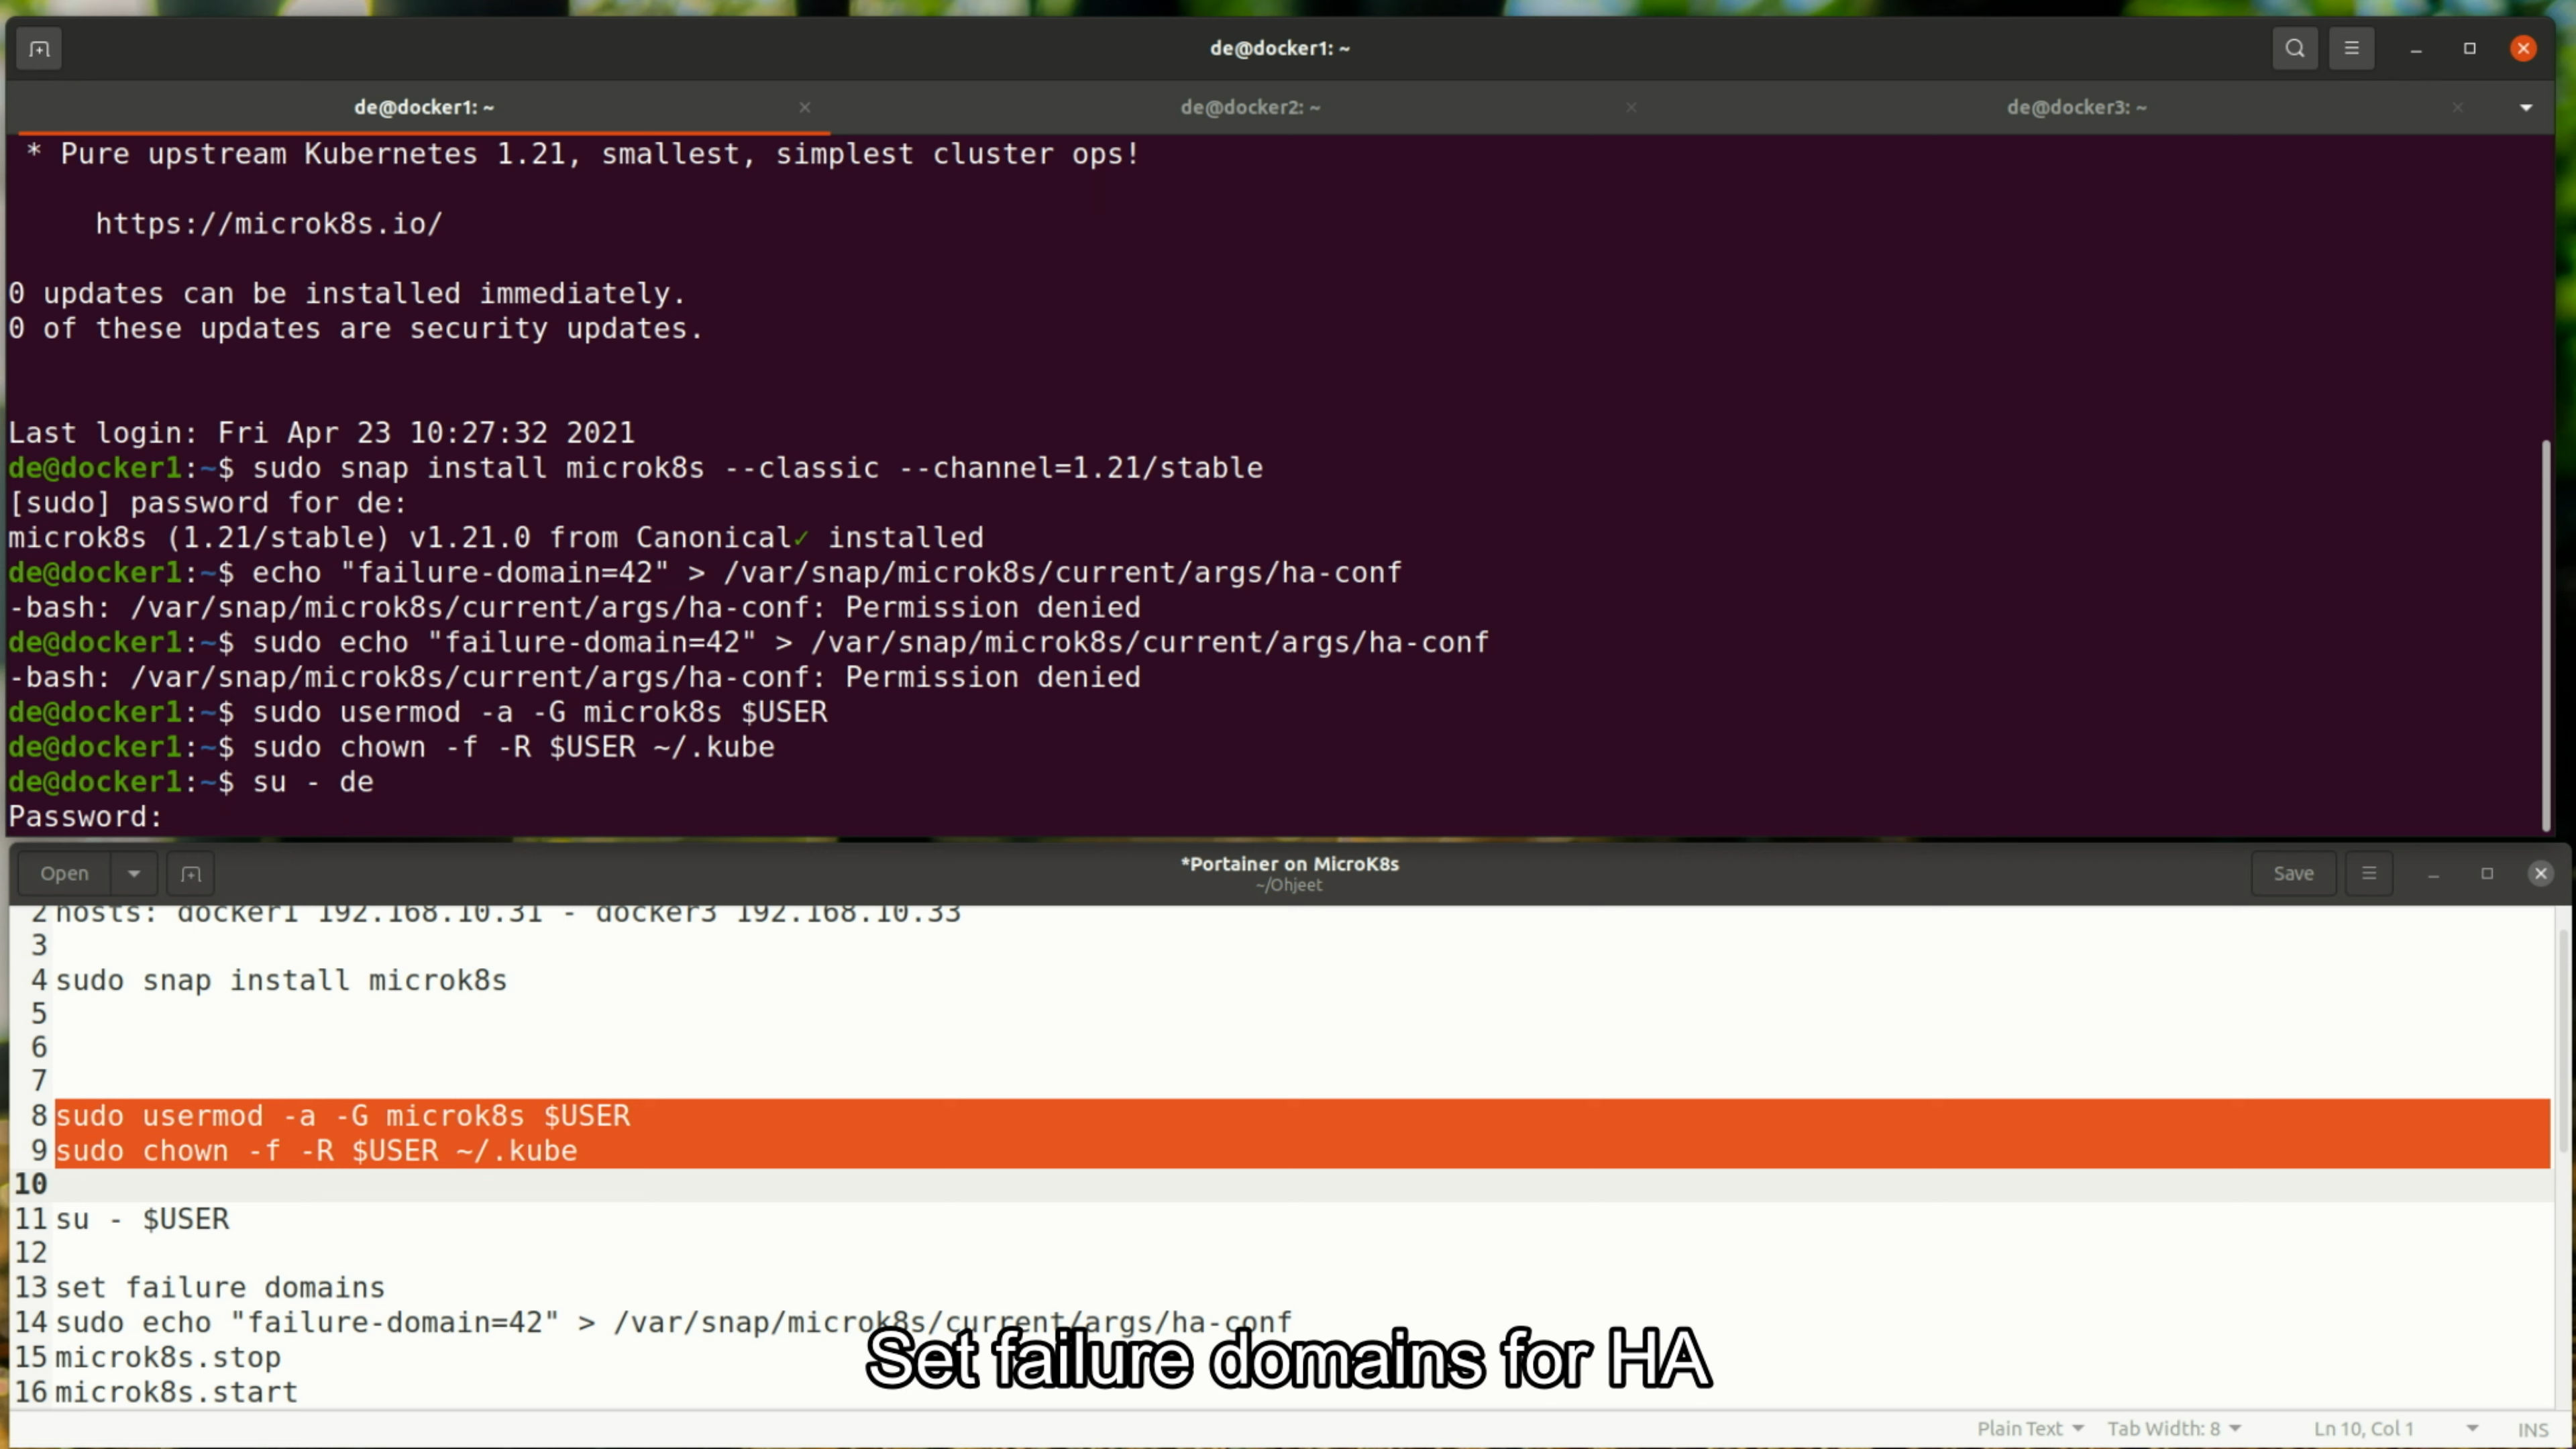 de@docker1: ~
de@docker1: ~
de@docker2: ~
de@docker3: ~
* Pure upstream Kubernetes 1.21, smallest, simplest cluster ops!
https://microk8s.io/
0 updates can be installed immediately.
0 of these updates are security updates.
Last login: Fri Apr 23 10:27:32 2021
de@docker1:~$ sudo snap install microk8s --classic --channel=1.21/stable
[sudo] password for de:
microk8s (1.21/stable) v1.21.0 from Canonical✓ installed
de@docker1:~$ echo "failure-domain=42" > /var/snap/microk8s/current/args/ha-conf
-bash: /var/snap/microk8s/current/args/ha-conf: Permission denied
de@docker1:~$ sudo echo "failure-domain=42" > /var/snap/microk8s/current/args/ha-conf
-bash: /var/snap/microk8s/current/args/ha-conf: Permission denied
de@docker1:~$ sudo usermod -a -G microk8s $USER
de@docker1:~$ sudo chown -f -R $USER ~/.kube
de@docker1:~$ su - de
Password:
Open
*Portainer on MicroK8s
~/Ohjeet
Save
2 hosts: docker1 192.168.10.31 - docker3 192.168.10.33
3
4 sudo snap install microk8s
5
6
7
8 sudo usermod -a -G microk8s $USER
9 sudo chown -f -R $USER ~/.kube
10
11 su - $USER
12
13 set failure domains
14 sudo echo "failure-domain=42" > /var/snap/microk8s/current/args/ha-conf
15 microk8s.stop
16 microk8s.start
Set failure domains for HA
Plain Text
Tab Width: 8
Ln 10, Col 1
INS